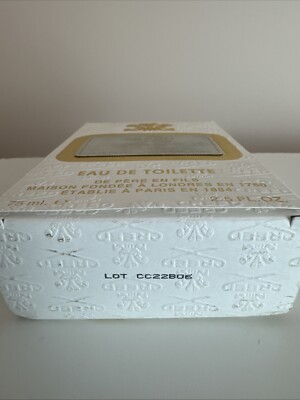 EAU DE TOILETTE
DE PÈRE EN FILS
MAISON FONDÉE À LONDRES EN 1760
ÉTABLIE À PARIS EN 1854
75 ml. ℮ 2.5 FL.OZ.
CREED
LOT CC22B06